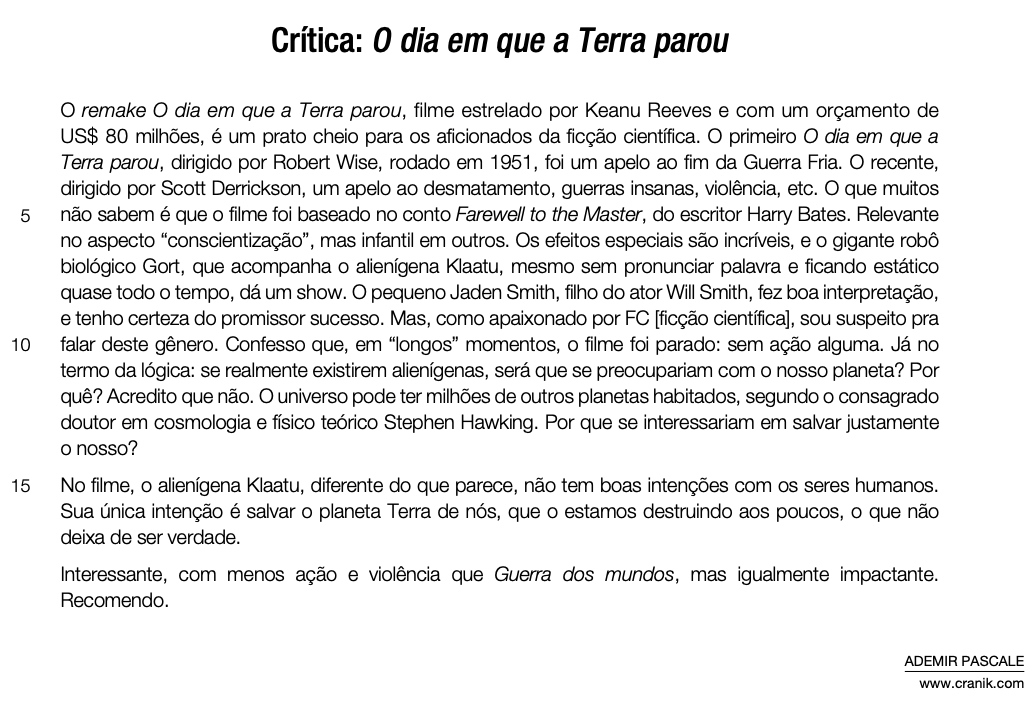 Crítica: O dia em que a Terra parou
O remake O dia em que a Terra parou, filme estrelado por Keanu Reeves e com um orçamento de
US$ 80 milhões, é um prato cheio para os aficionados da ficção científica. O primeiro O dia em que a
Terra parou, dirigido por Robert Wise, rodado em 1951, foi um apelo ao fim da Guerra Fria. O recente,
dirigido por Scott Derrickson, um apelo ao desmatamento, guerras insanas, violência, etc. O que muitos
5 não sabem é que o filme foi baseado no conto Farewell to the Master, do escritor Harry Bates. Relevante
no aspecto “conscientização”, mas infantil em outros. Os efeitos especiais são incríveis, e o gigante robô
biológico Gort, que acompanha o alienígena Klaatu, mesmo sem pronunciar palavra e ficando estático
quase todo o tempo, dá um show. O pequeno Jaden Smith, filho do ator Will Smith, fez boa interpretação,
e tenho certeza do promissor sucesso. Mas, como apaixonado por FC [ficção científica], sou suspeito pra
10 falar deste gênero. Confesso que, em “longos” momentos, o filme foi parado: sem ação alguma. Já no
termo da lógica: se realmente existirem alienígenas, será que se preocupariam com o nosso planeta? Por
quê? Acredito que não. O universo pode ter milhões de outros planetas habitados, segundo o consagrado
doutor em cosmologia e físico teórico Stephen Hawking. Por que se interessariam em salvar justamente
o nosso?
15 No filme, o alienígena Klaatu, diferente do que parece, não tem boas intenções com os seres humanos.
Sua única intenção é salvar o planeta Terra de nós, que o estamos destruindo aos poucos, o que não
deixa de ser verdade.
Interessante, com menos ação e violência que Guerra dos mundos, mas igualmente impactante.
Recomendo.
ADEMIR PASCALE
www.cranik.com